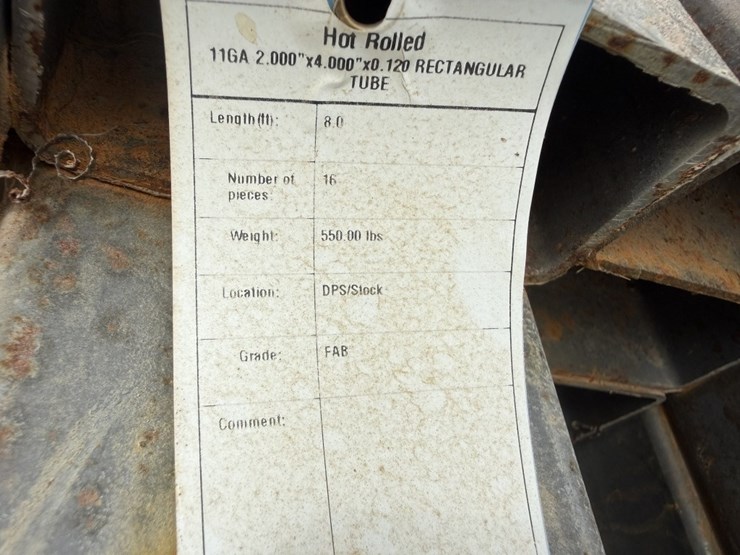 Hot Rolled
11GA 2.000"x4.000"x0.120 RECTANGULAR
TUBE
Length(ft): 8.0
Number of 16
pieces:
Weight: 550.00 lbs
Location: DPS/Stock
Grade: FAB
Comment: